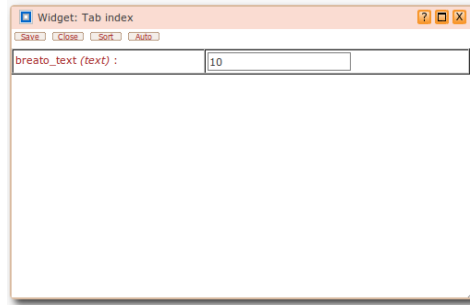 Widget: Tab index ? X
Save Close Sort Auto
breato_text (text) : 10